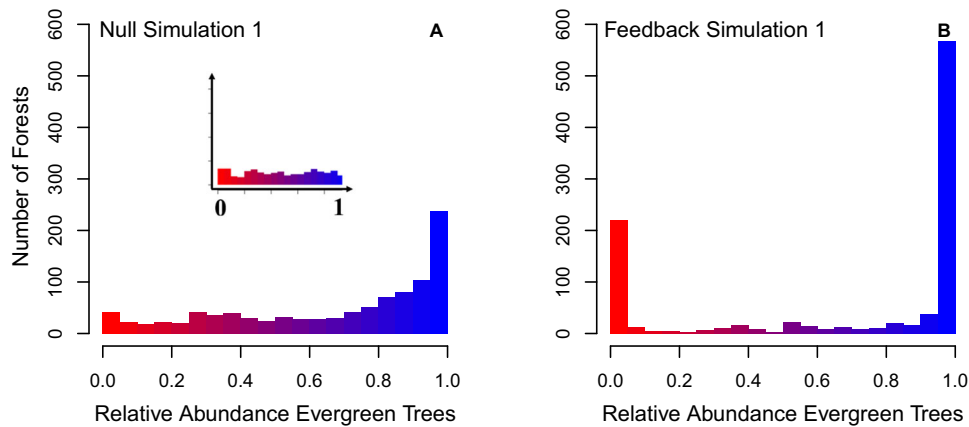 Null Simulation 1 A
Number of Forests
600
500
400
300
200
100
0
0 1
0.0 0.2 0.4 0.6 0.8 1.0
Relative Abundance Evergreen Trees
Feedback Simulation 1 B
600
500
400
300
200
100
0
0.0 0.2 0.4 0.6 0.8 1.0
Relative Abundance Evergreen Trees